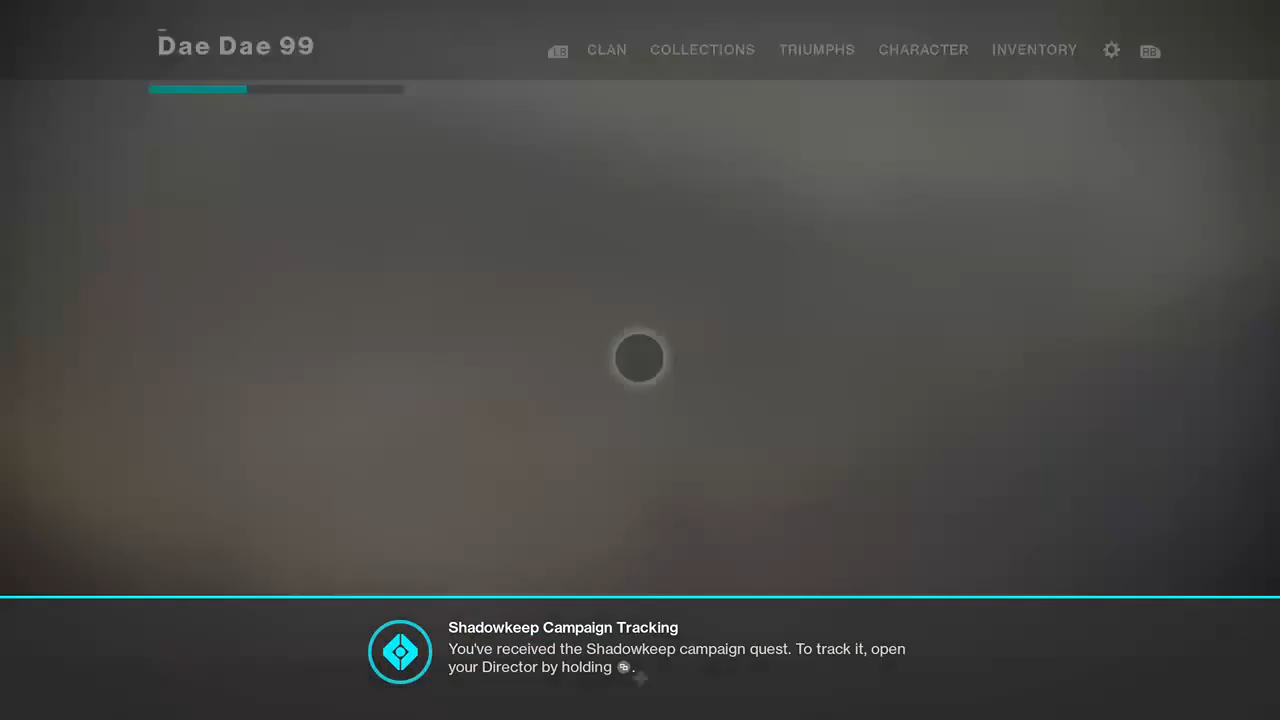 Dae Dae 99
LB CLAN COLLECTIONS TRIUMPHS CHARACTER INVENTORY RB
Shadowkeep Campaign Tracking
You've received the Shadowkeep campaign quest. To track it, open
your Director by holding .